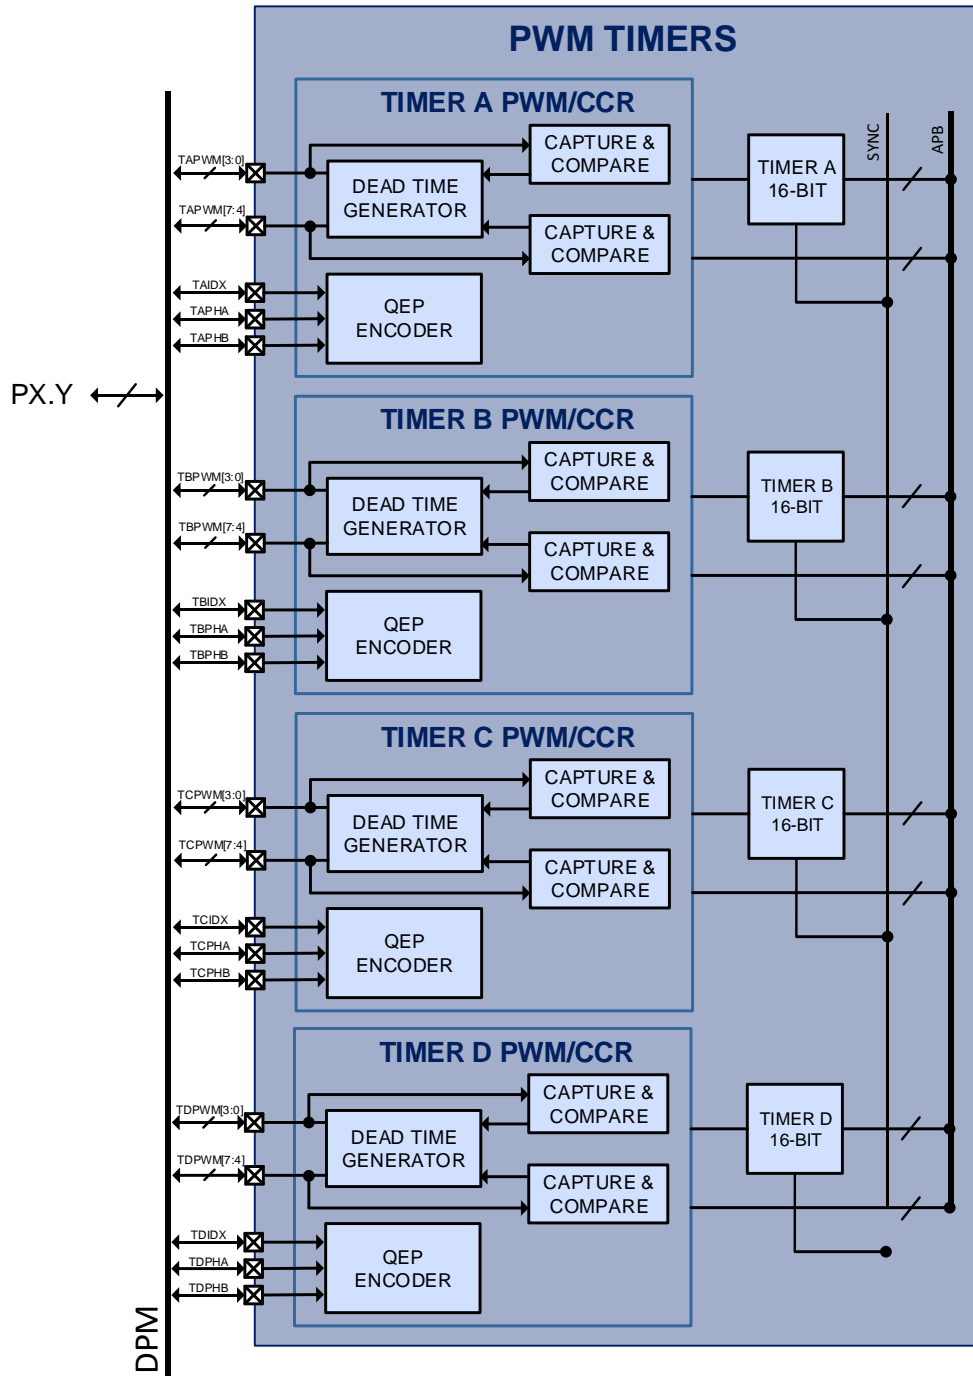 PWM TIMERS
SYNC
APB
TIMER A PWM/CCR
TAPWM[3:0]
TAPWM[7:4]
DEAD TIME
GENERATOR
CAPTURE &
COMPARE
CAPTURE &
COMPARE
TIMER A
16-BIT
TAIDX
TAPHA
TAPHB
QEP
ENCODER
PX.Y
TIMER B PWM/CCR
TBPWM[3:0]
TBPWM[7:4]
DEAD TIME
GENERATOR
CAPTURE &
COMPARE
CAPTURE &
COMPARE
TIMER B
16-BIT
TBIDX
TBPHA
TBPHB
QEP
ENCODER
TIMER C PWM/CCR
TCPWM[3:0]
TCPWM[7:4]
DEAD TIME
GENERATOR
CAPTURE &
COMPARE
CAPTURE &
COMPARE
TIMER C
16-BIT
TCIDX
TCPHA
TCPHB
QEP
ENCODER
TIMER D PWM/CCR
TDPWM[3:0]
TDPWM[7:4]
DEAD TIME
GENERATOR
CAPTURE &
COMPARE
CAPTURE &
COMPARE
TIMER D
16-BIT
TDIDX
TDPHA
TDPHB
QEP
ENCODER
DPM